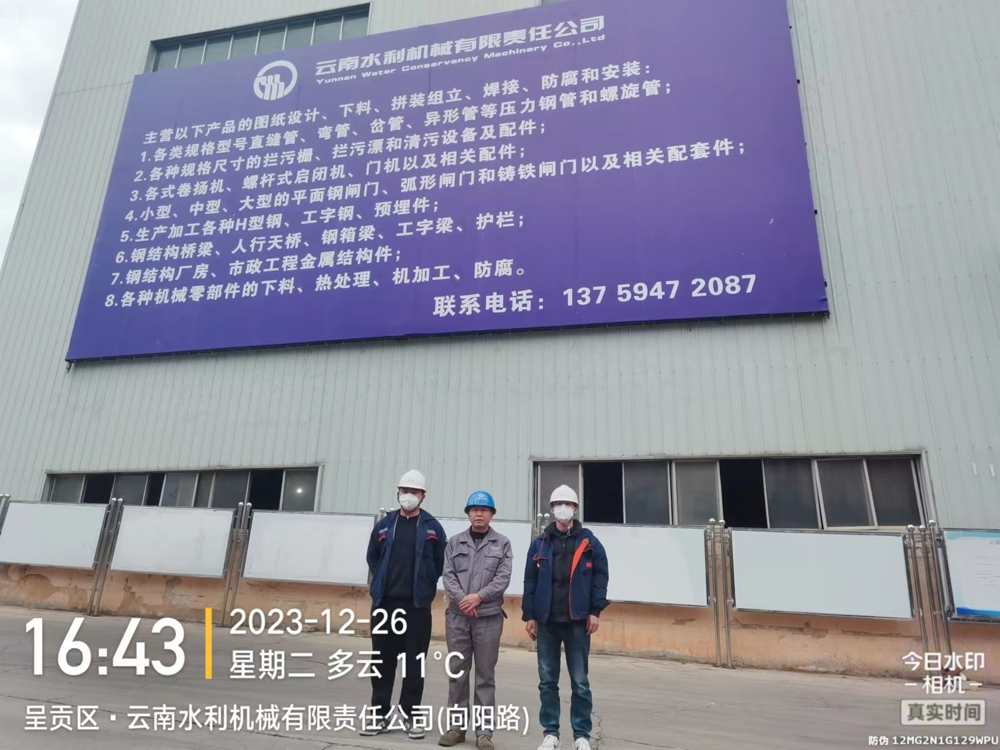 云南水利机械有限责任公司
Yunnan Water Conservancy Machinery Co.,Ltd
主营以下产品的图纸设计、下料、拼装组立、焊接、防腐和安装:
1.各类规格型号直缝管、弯管、岔管、异形管等压力钢管和螺旋管;
2.各种规格尺寸的拦污栅、拦污漂和清污设备及配件;
3.各式卷扬机、螺杆式启闭机、门机以及相关配件;
4.小型、中型、大型的平面钢闸门、弧形闸门和铸铁闸门以及相关配套件;
5.生产加工各种H型钢、工字钢、预埋件;
6.钢结构桥梁、人行天桥、钢箱梁、工字梁、护栏;
7.钢结构厂房、市政工程金属结构件;
8.各种机械零部件的下料、热处理、机加工、防腐。
联系电话: 137 5947 2087
16:43
2023-12-26
星期二 多云 11°C
呈贡区·云南水利机械有限责任公司(向阳路)
今日水印
-相机-
真实时间
防伪 12MG2N1G129WPU